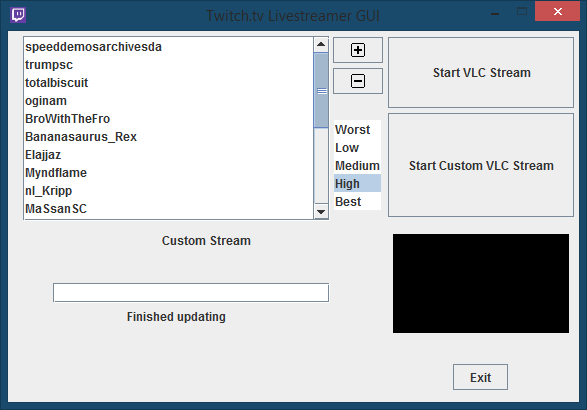 Twitch.tv Livestreamer GUI
speeddemosarchivesda
trumpsc
totalbiscuit
oginam
BroWithTheFro
Bananasaurus_Rex
Elajjaz
Myndflame
nl_Kripp
MaSsanSC
Worst
Low
Medium
High
Best
Start VLC Stream
Start Custom VLC Stream
Custom Stream
Finished updating
Exit